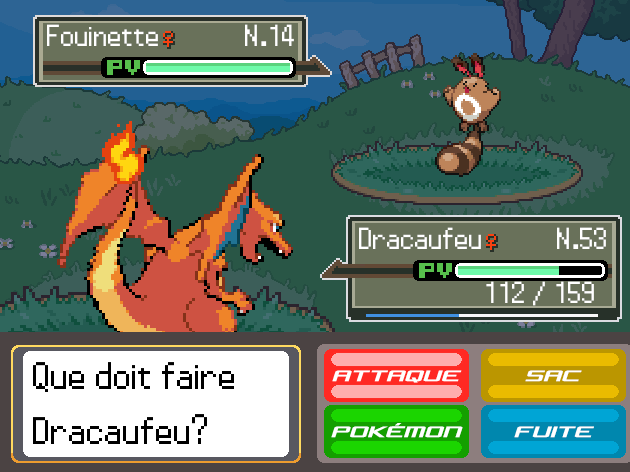 Fouinette♀ N.14
PV
Dracaufeu♀ N.53
PV
112 / 159
Que doit faire
Dracaufeu?
ATTAQUE
SAC
POKÉMON
FUITE